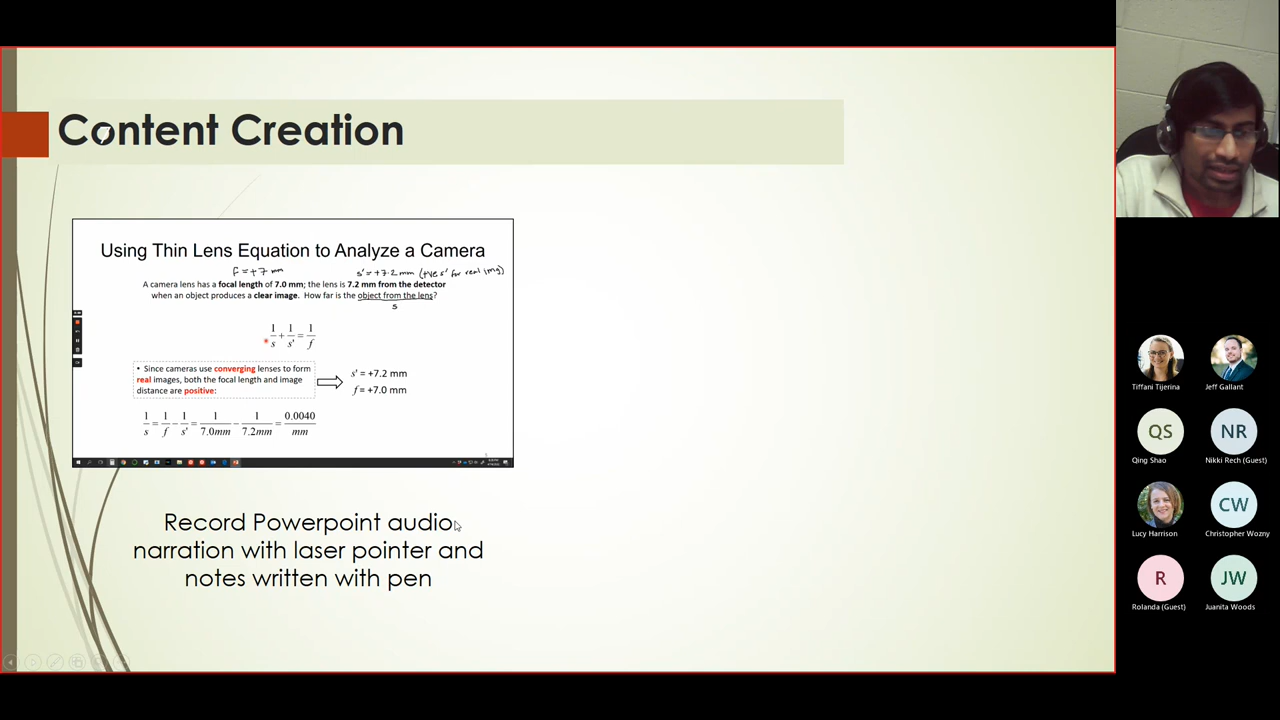 Content Creation
Using Thin Lens Equation to Analyze a Camera
f = +7 mm
s' = +7.2 mm (+ve s' for real img)
A camera lens has a focal length of 7.0 mm; the lens is 7.2 mm from the detector
when an object produces a clear image. How far is the object from the lens?
s
1/s + 1/s' = 1/f
• Since cameras use converging lenses to form
real images, both the focal length and image
distance are positive:
s' = +7.2 mm
f = +7.0 mm
1/s = 1/f − 1/s' = 1/7.0mm − 1/7.2mm = 0.0040/mm
Record Powerpoint audio
narration with laser pointer and
notes written with pen
Tiffani Tijerina
Jeff Gallant
QS
NR
Qing Shao
Nikki Rech (Guest)
CW
Lucy Harrison
Christopher Wozny
R
JW
Rolanda (Guest)
Juanita Woods